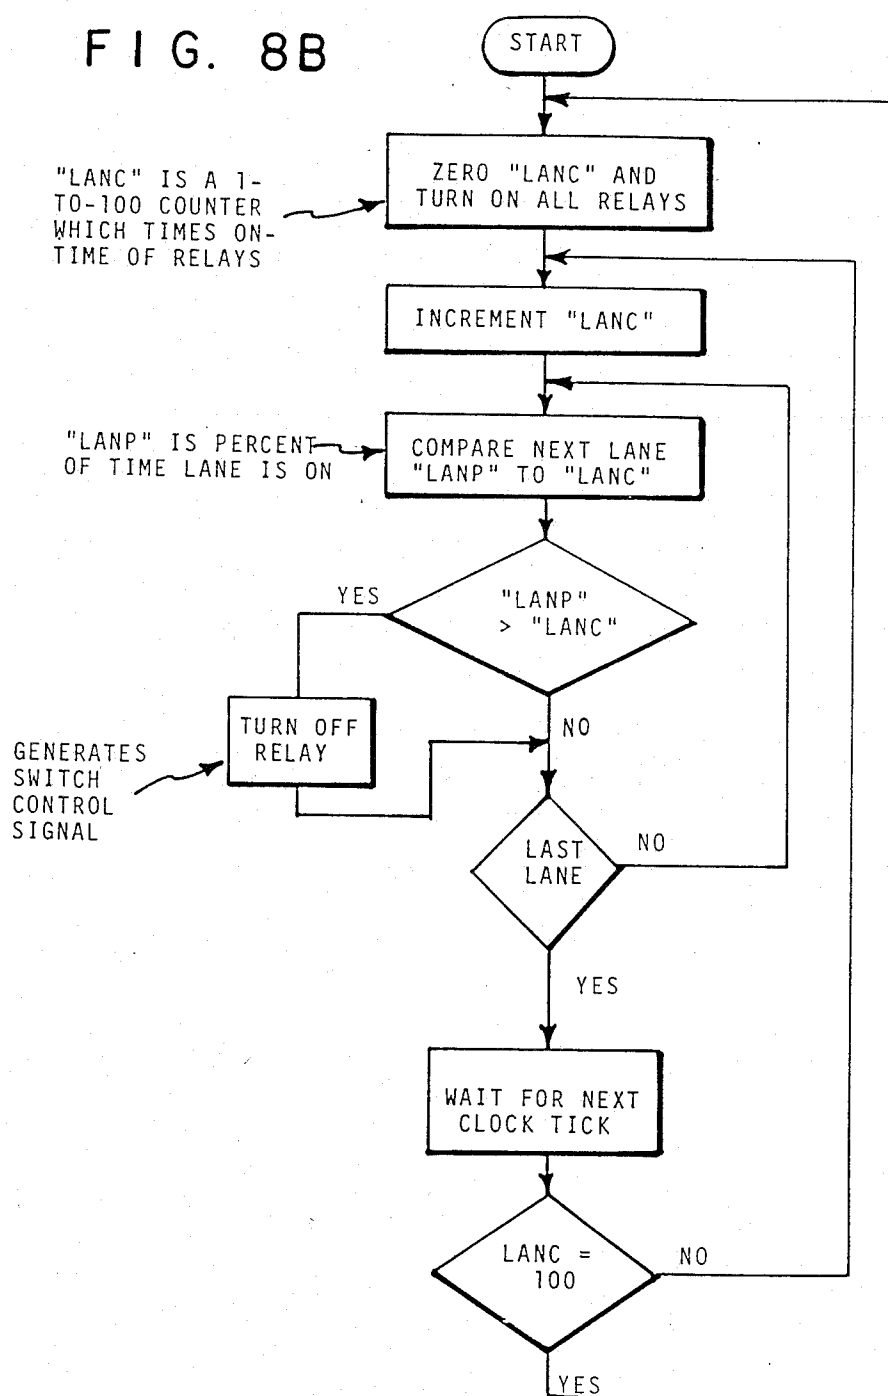 FIG. 8B
START
ZERO "LANC" AND
TURN ON ALL RELAYS
"LANC" IS A 1-
TO-100 COUNTER
WHICH TIMES ON-
TIME OF RELAYS
INCREMENT "LANC"
"LANP" IS PERCENT
OF TIME LANE IS ON
COMPARE NEXT LANE
"LANP" TO "LANC"
YES
"LANP"
> "LANC"
TURN OFF
RELAY
NO
GENERATES
SWITCH
CONTROL
SIGNAL
LAST
LANE
NO
YES
WAIT FOR NEXT
CLOCK TICK
LANC =
100
NO
YES